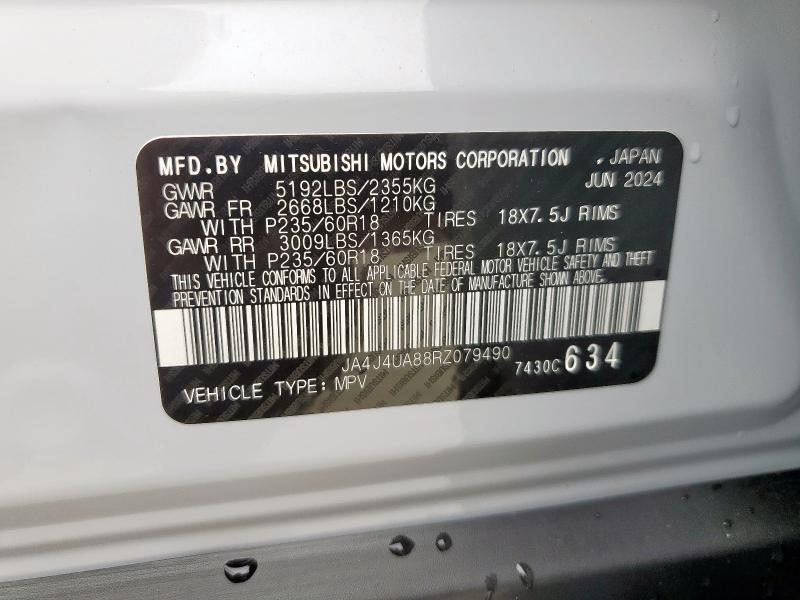 MFD.BY MITSUBISHI MOTORS CORPORATION . JAPAN
JUN 2024
GWR 5192LBS/2355KG
GAWR FR 2668LBS/1210KG
WITH P235/60R18 TIRES 18X7.5J RIMS
GAWR RR 3009LBS/1365KG
WITH P235/60R18 TIRES 18X7.5J RIMS
THIS VEHICLE CONFORMS TO ALL APPLICABLE FEDERAL MOTOR VEHICLE SAFETY AND THEFT
PREVENTION STANDARDS IN EFFECT ON THE DATE OF MANUFACTURE SHOWN ABOVE.
JA4J4UA88RZ079490
7430C634
VEHICLE TYPE: MPV